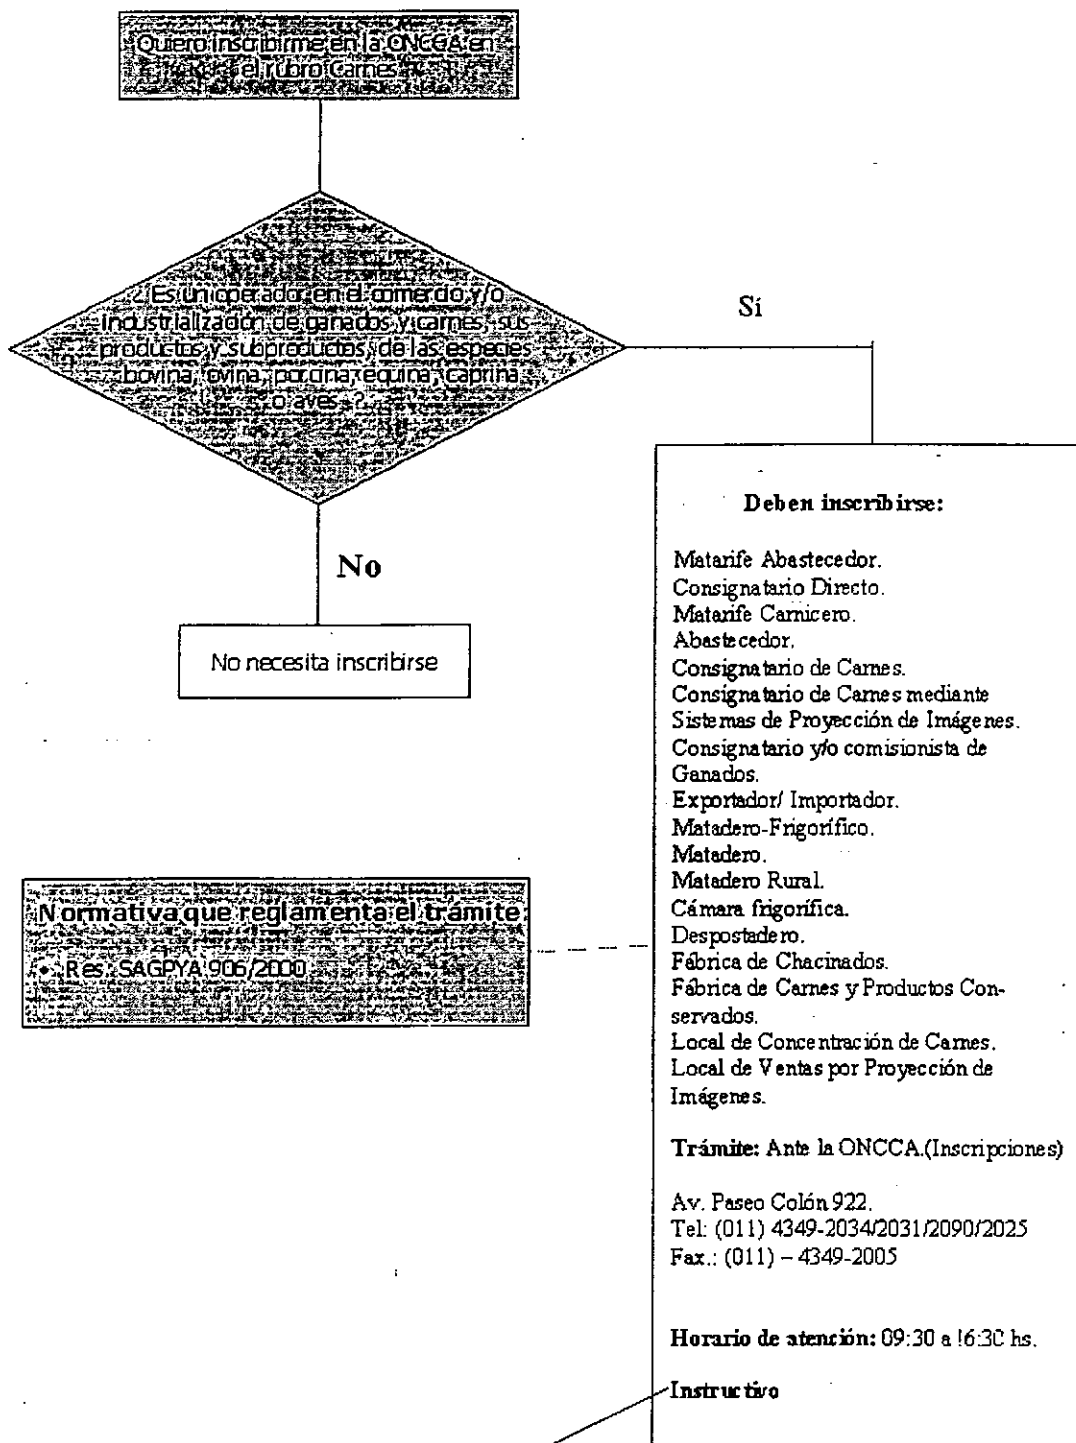 Quiero inscribirme en la ONCCA en
el rubro Carnes
¿Es un operador en el comercio y/o
industrialización de ganados y carnes, sus
productos y subproductos, de las especies
bovina, ovina, porcina, equina, caprina
o aves ?
Sí
No
No necesita inscribirse
Deben inscribirse:
Matarife Abastecedor.
Consignatario Directo.
Matarife Carnicero.
Abastecedor.
Consignatario de Carnes.
Consignatario de Carnes mediante
Sistemas de Proyección de Imágenes.
Consignatario y/o comisionista de
Ganados.
Exportador/ Importador.
Matadero-Frigorífico.
Matadero.
Matadero Rural.
Cámara frigorífica.
Despostadero.
Fábrica de Chacinados.
Fábrica de Carnes y Productos Con-
servados.
Local de Concentración de Carnes.
Local de Ventas por Proyección de
Imágenes.
Normativa que reglamenta el trámite:
• Res. SAGPYA 906/2000
Trámite: Ante la ONCCA.(Inscripciones)
Av. Paseo Colón 922.
Tel: (011) 4349-2034/2031/2090/2025
Fax.: (011) – 4349-2005
Horario de atención: 09:30 a 16:30 hs.
Instructivo